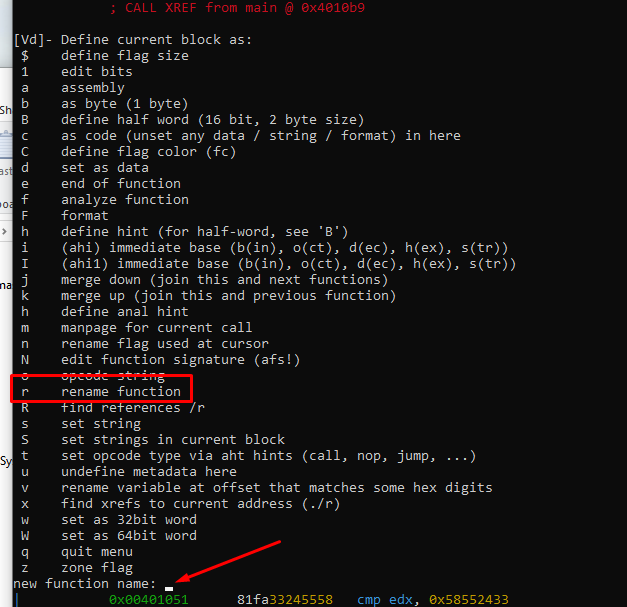 ; CALL XREF from main @ 0x4010b9
[Vd]- Define current block as:
$ define flag size
1 edit bits
a assembly
b as byte (1 byte)
B define half word (16 bit, 2 byte size)
c as code (unset any data / string / format) in here
C define flag color (fc)
d set as data
e end of function
f analyze function
F format
h define hint (for half-word, see 'B')
i (ahi) immediate base (b(in), o(ct), d(ec), h(ex), s(tr))
I (ahi1) immediate base (b(in), o(ct), d(ec), h(ex), s(tr))
j merge down (join this and next functions)
k merge up (join this and previous function)
h define anal hint
m manpage for current call
n rename flag used at cursor
N edit function signature (afs!)
o opcode string
r rename function
R find references /r
s set string
S set strings in current block
t set opcode type via aht hints (call, nop, jump, ...)
u undefine metadata here
v rename variable at offset that matches some hex digits
x find xrefs to current address (./r)
w set as 32bit word
W set as 64bit word
q quit menu
z zone flag
new function name:
| 0x00401051 81fa33245558 cmp edx, 0x58552433